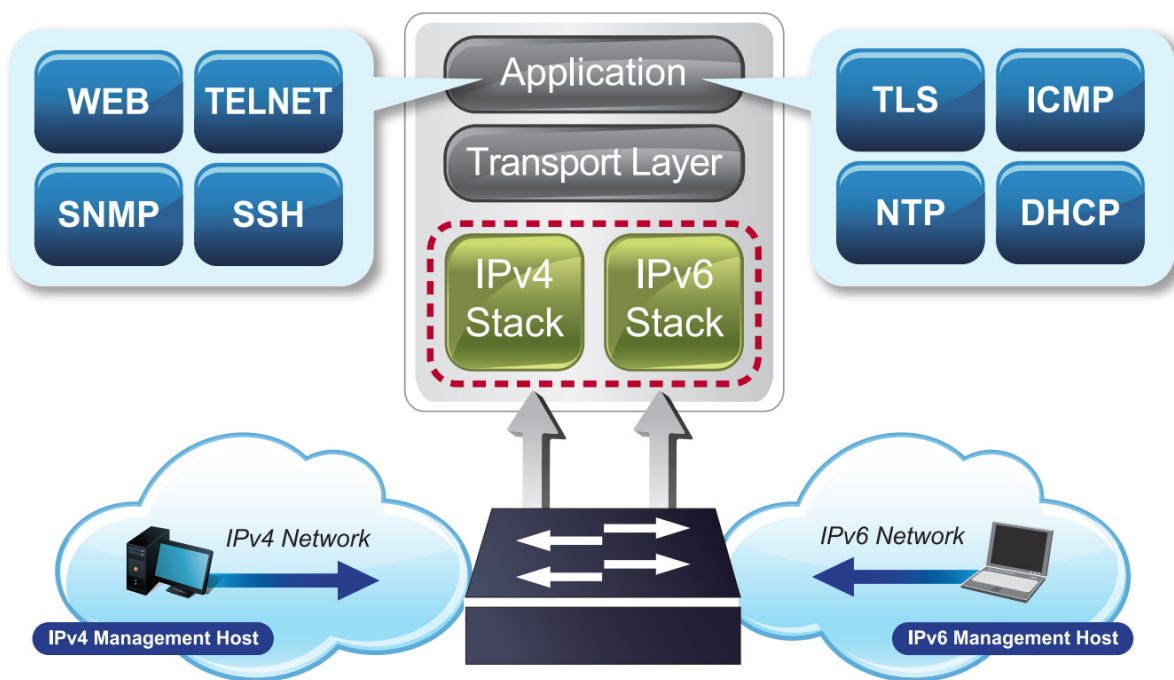 WEB
TELNET
SNMP
SSH
Application
Transport Layer
IPv4
Stack
IPv6
Stack
TLS
ICMP
NTP
DHCP
IPv4 Network
IPv4 Management Host
IPv6 Network
IPv6 Management Host